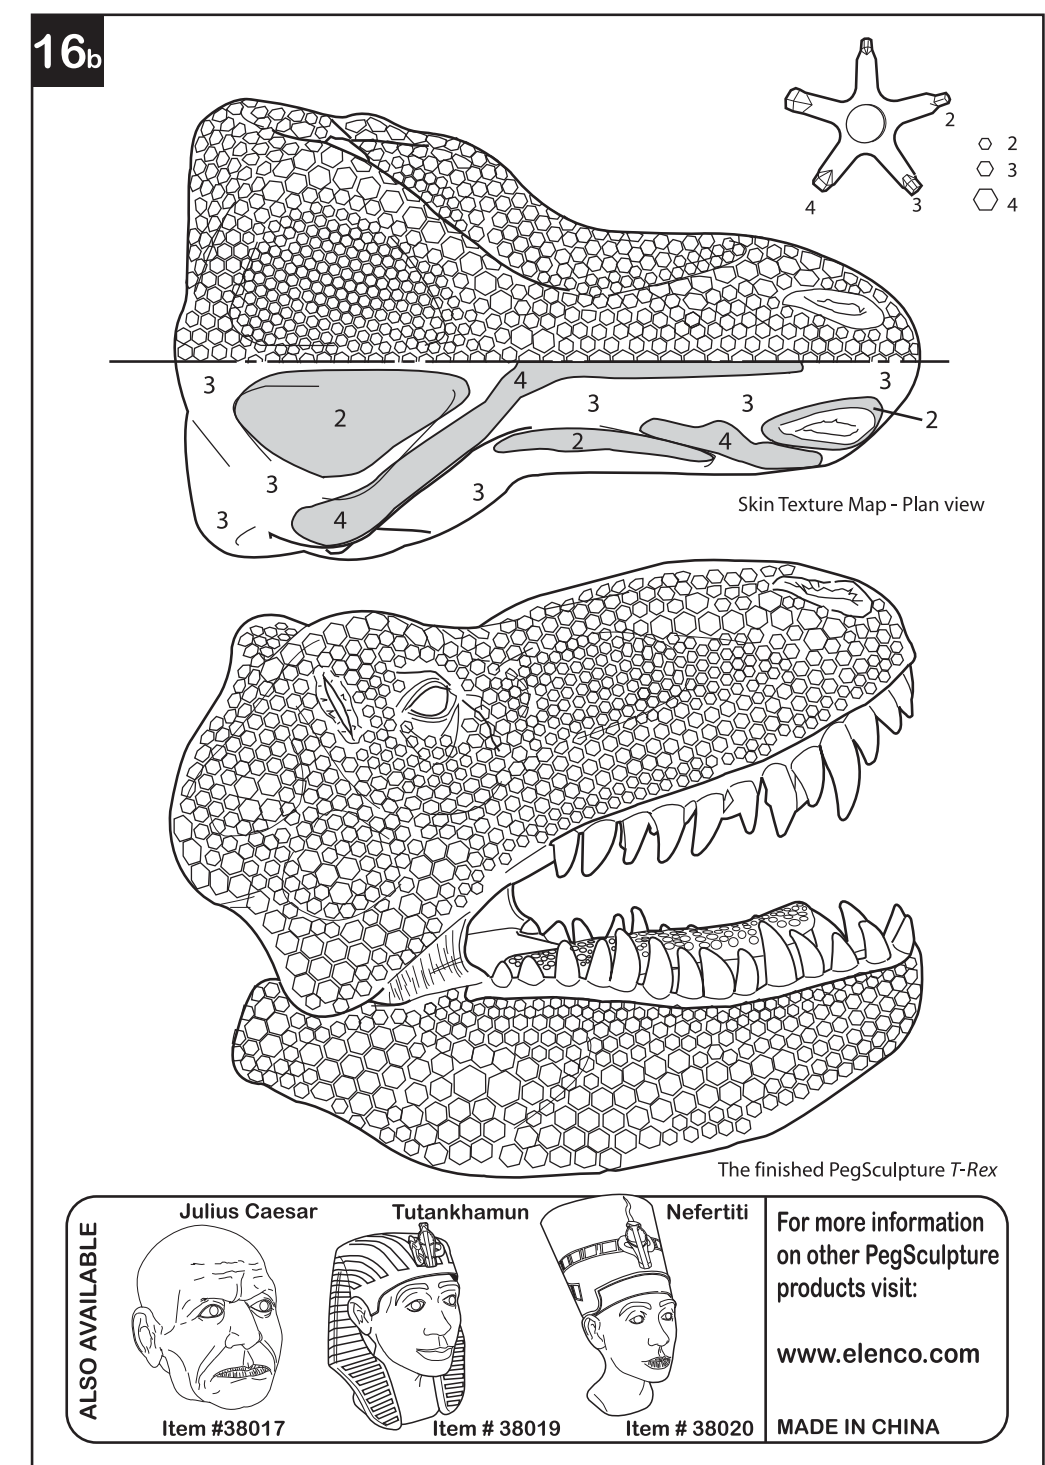 16b
2
2
3
4
3
4
3
4
3
3
3
2
2
2
4
3
3
4
3
Skin Texture Map - Plan view
The finished PegSculpture T-Rex
ALSO AVAILABLE
Julius Caesar
Tutankhamun
Nefertiti
Item #38017
Item # 38019
Item # 38020
For more information
on other PegSculpture
products visit:
www.elenco.com
MADE IN CHINA